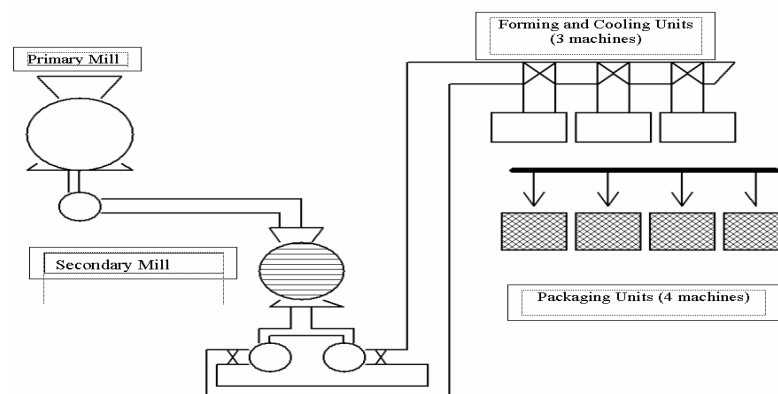 Forming and Cooling Units
(3 machines)
Primary Mill
Secondary Mill
Packaging Units (4 machines)